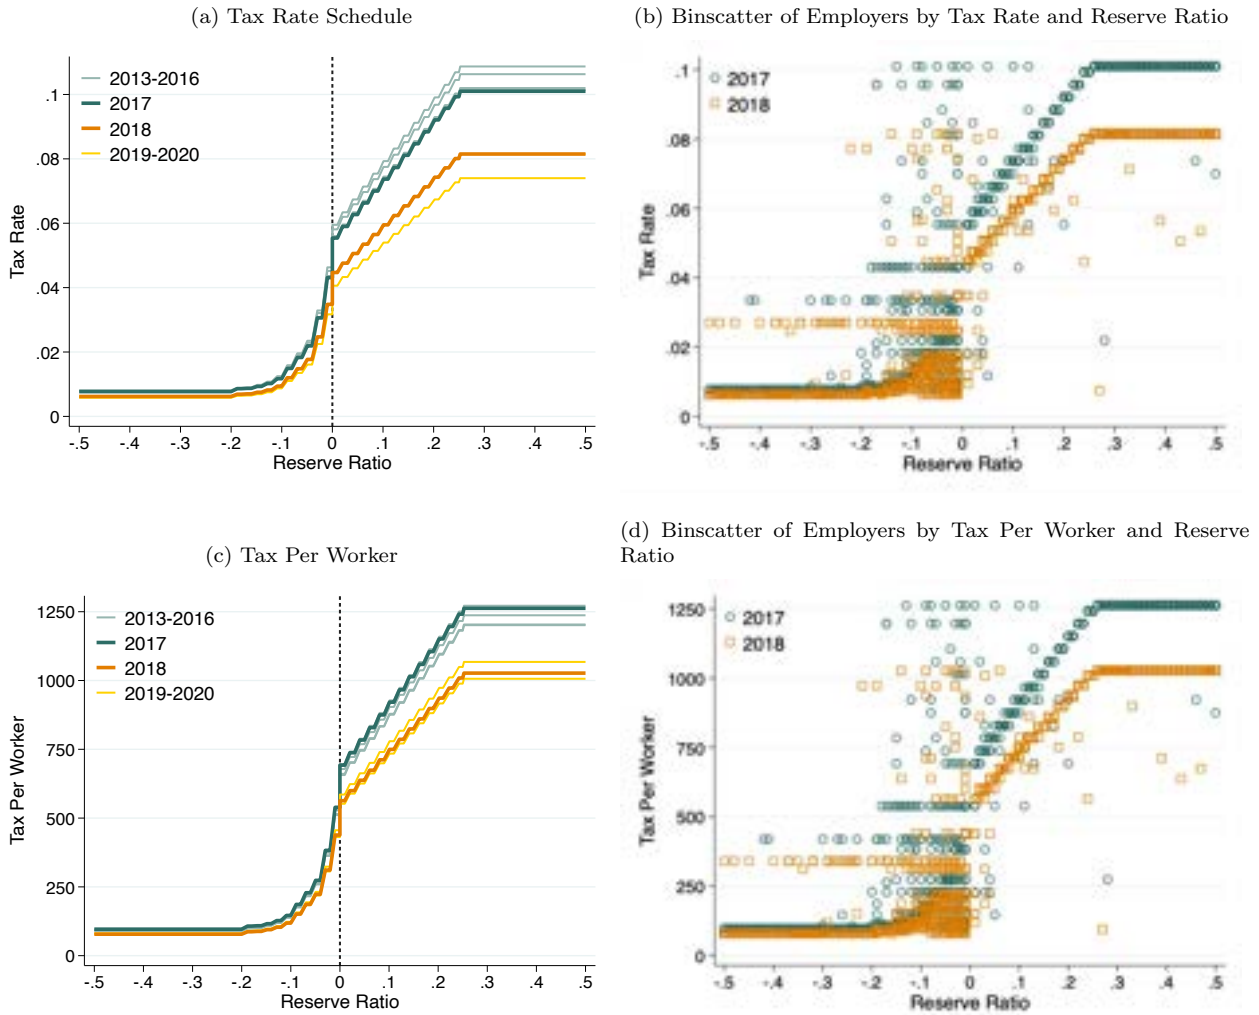 (a) Tax Rate Schedule
.1
.08
.06
.04
.02
0
Tax Rate
2013-2016
2017
2018
2019-2020
-.5 -.4 -.3 -.2 -.1 0 .1 .2 .3 .4 .5
Reserve Ratio
(b) Binscatter of Employers by Tax Rate and Reserve Ratio
.1
.08
.06
.04
.02
0
Tax Rate
2017
2018
-.5 -.4 -.3 -.2 -.1 0 .1 .2 .3 .4 .5
Reserve Ratio
(c) Tax Per Worker
1250
1000
750
500
250
0
Tax Per Worker
2013-2016
2017
2018
2019-2020
-.5 -.4 -.3 -.2 -.1 0 .1 .2 .3 .4 .5
Reserve Ratio
(d) Binscatter of Employers by Tax Per Worker and Reserve
Ratio
1250
1000
750
500
250
0
Tax Per Worker
2017
2018
-.5 -.4 -.3 -.2 -.1 0 .1 .2 .3 .4 .5
Reserve Ratio